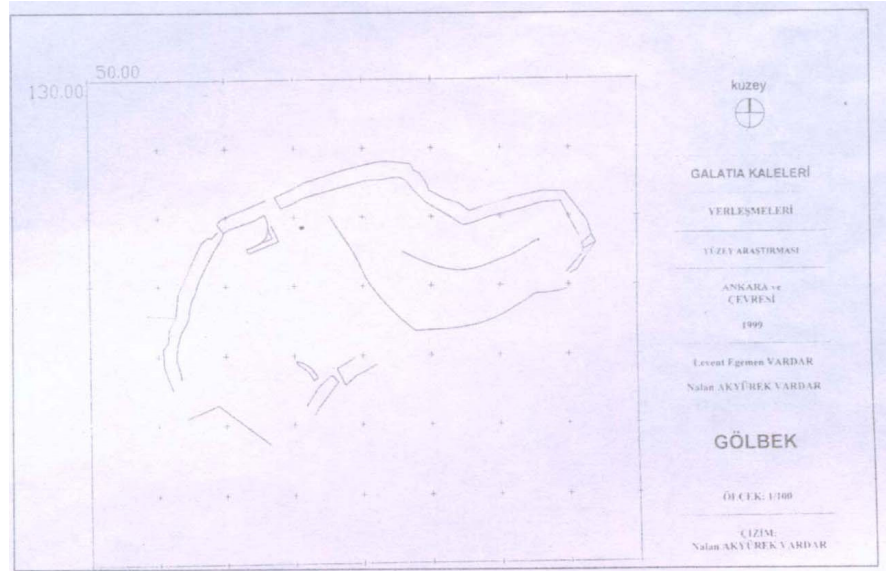 50.00
130.00
kuzey
GALATIA KALELERİ
YERLEŞMELERİ
YÜZEY ARAŞTIRMASI
ANKARA ve
ÇEVRESİ
1999
Levent Egemen VARDAR
Nalan AKYÜREK VARDAR
GÖLBEK
ÖLÇEK: 1/100
ÇİZİM:
Nalan AKYÜREK VARDAR